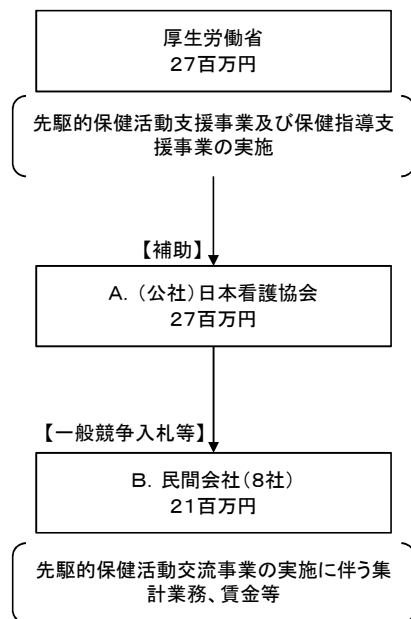 厚生労働省
27百万円
先駆的保健活動支援事業及び保健指導支
援事業の実施
【補助】
A.（公社）日本看護協会
27百万円
【一般競争入札等】
B．民間会社（8社）
21百万円
先駆的保健活動交流事業の実施に伴う集
計業務、賃金等